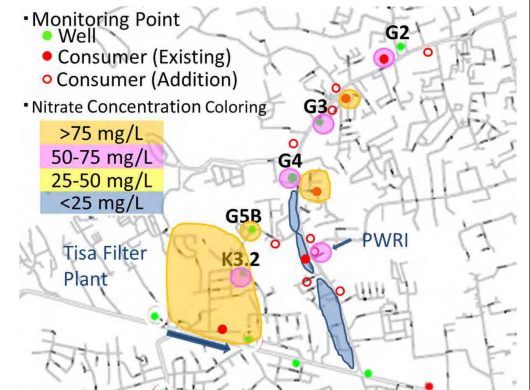 ・Monitoring Point
Well
Consumer (Existing)
Consumer (Addition)
・Nitrate Concentration Coloring
>75 mg/L
50-75 mg/L
25-50 mg/L
<25 mg/L
G2
G3
G4
G5B
PWRI
K3.2
Tisa Filter
Plant